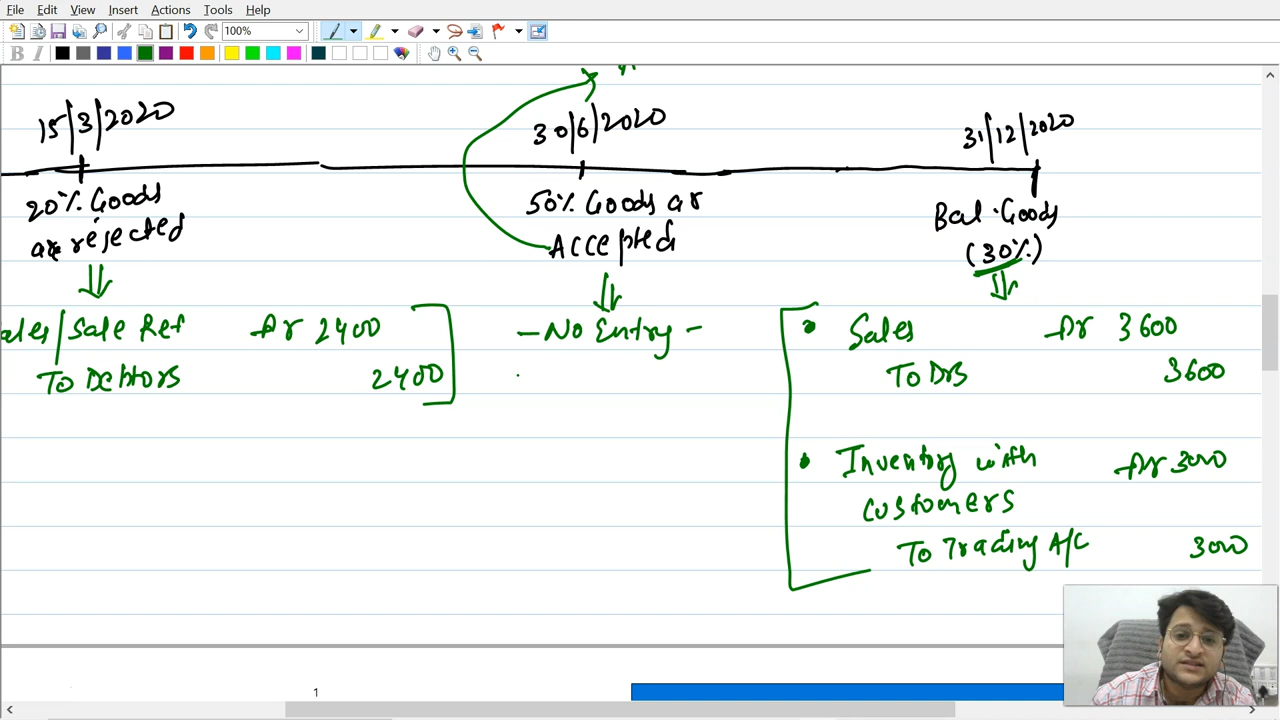 File Edit View Insert Actions Tools Help
100%
B I U
15/3/2020
30/6/2020
31/12/2020
20% Goods
are rejected
50% Goods ar
Accepted
Bal. Goods
(30%)
ales/Sale Ret Dr 2400
To Debtors 2400
- No Entry -
• Sales Dr 3600
To Drs 3600
• Inventory with Dr 3000
customers
To Trading A/c 3000
1